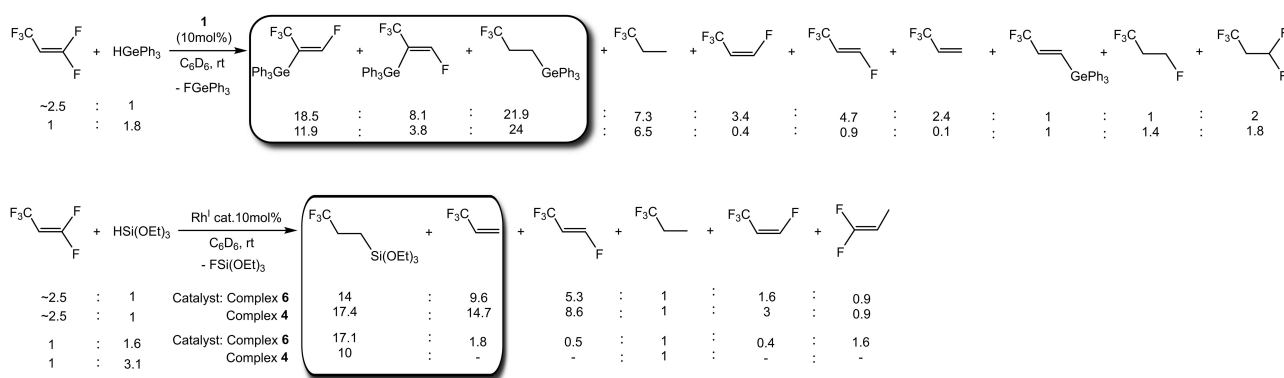 F₃C F F + HGePh₃ 1 (10mol%) C₆D₆, rt - FGePh₃ F₃C F Ph₃Ge + F₃C Ph₃Ge F + F₃C GePh₃ + F₃C + F₃C F + F₃C F + F₃C + F₃C GePh₃ + F₃C F + F₃C F F
~2.5 : 1 18.5 : 8.1 : 21.9 : 7.3 : 3.4 : 4.7 : 2.4 : 1 : 1 : 2
1 : 1.8 11.9 : 3.8 : 24 : 6.5 : 0.4 : 0.9 : 0.1 : 1 : 1.4 : 1.8
F₃C F F + HSi(OEt)₃ Rhᴵ cat.10mol% C₆D₆, rt - FSi(OEt)₃ F₃C Si(OEt)₃ + F₃C + F₃C F + F₃C + F₃C F + F F
~2.5 : 1 Catalyst: Complex 6 14 : 9.6 5.3 : 1 : 1.6 : 0.9
~2.5 : 1 Complex 4 17.4 : 14.7 8.6 : 1 : 3 : 0.9
1 : 1.6 Catalyst: Complex 6 17.1 : 1.8 : 0.5 : 1 : 0.4 : 1.6
1 : 3.1 Complex 4 10 : - : - : 1 : - : -